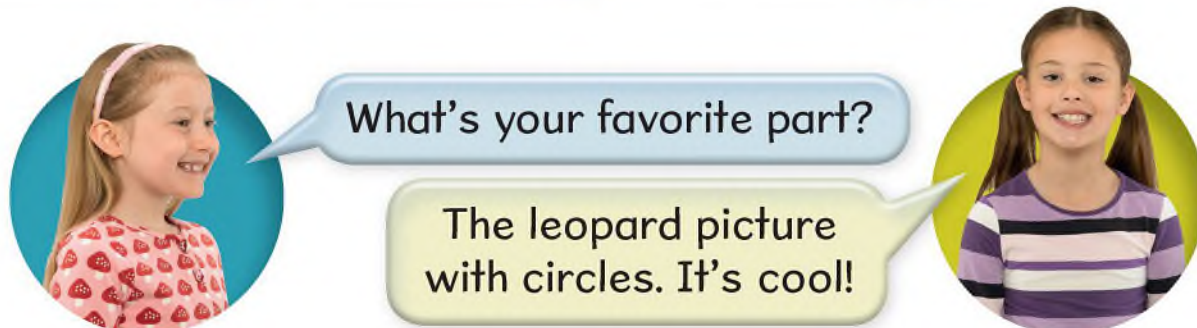 What's your favorite part?
The leopard picture
with circles. It's cool!